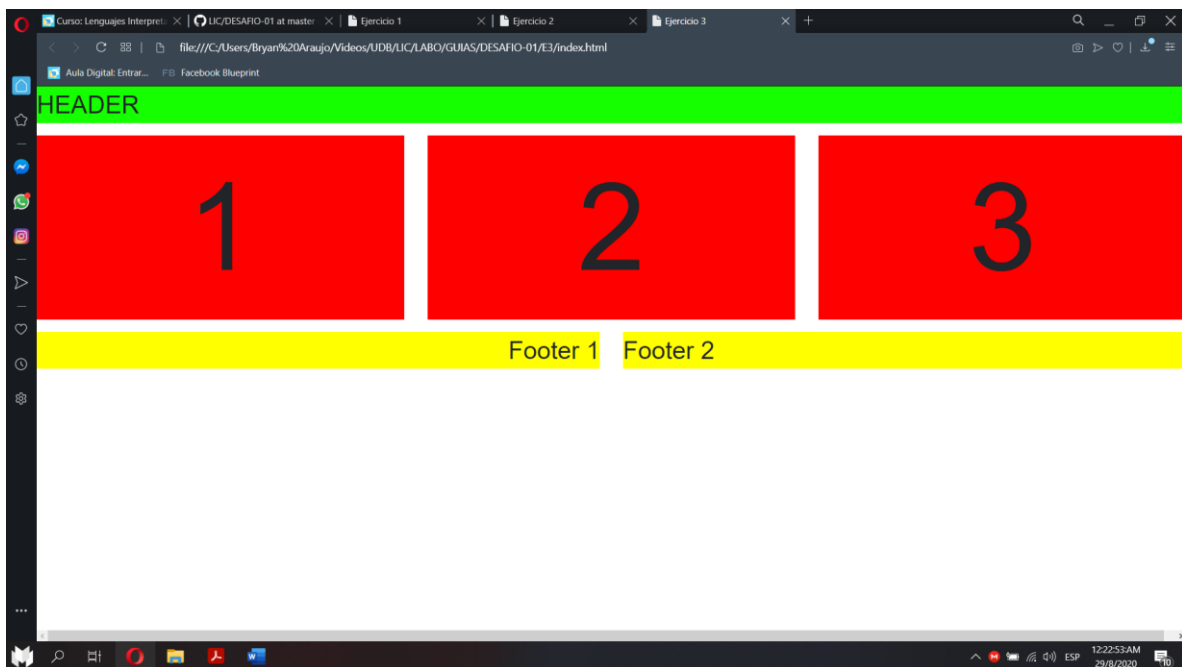 Curso: Lenguajes Interpret
LIC/DESAFIO-01 at master
Ejercicio 1
Ejercicio 2
Ejercicio 3
file:///C:/Users/Bryan%20Araujo/Videos/UDB/LIC/LABO/GUIAS/DESAFIO-01/E3/index.html
Aula Digital: Entrar... FB Facebook Blueprint
HEADER
1 2 3
Footer 1 Footer 2
ESP 12:22:53:AM
29/8/2020